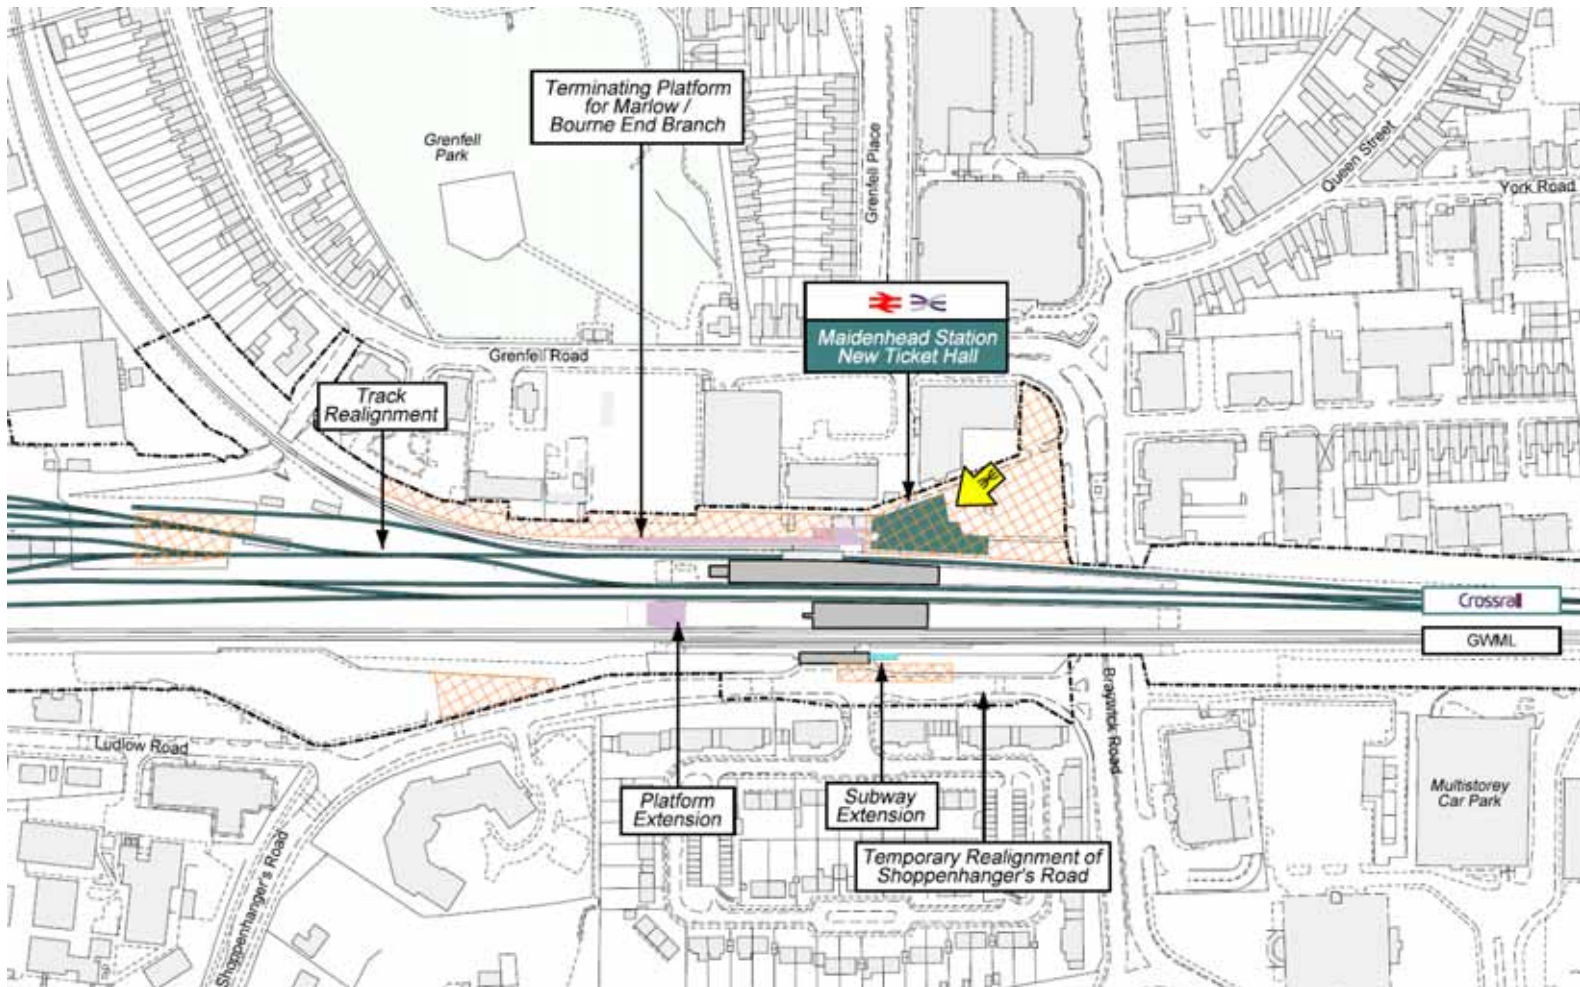 Terminating Platform
for Marlow /
Bourne End Branch
Grenfell
Park
Grenfell Place
Queen Street
York Road
Maidenhead Station
New Ticket Hall
Grenfell Road
Track
Realignment
Crossrail
GWML
Braywick Road
Ludlow Road
Shoppenhanger's Road
Platform
Extension
Subway
Extension
Multistorey
Car Park
Temporary Realignment of
Shoppenhanger's Road